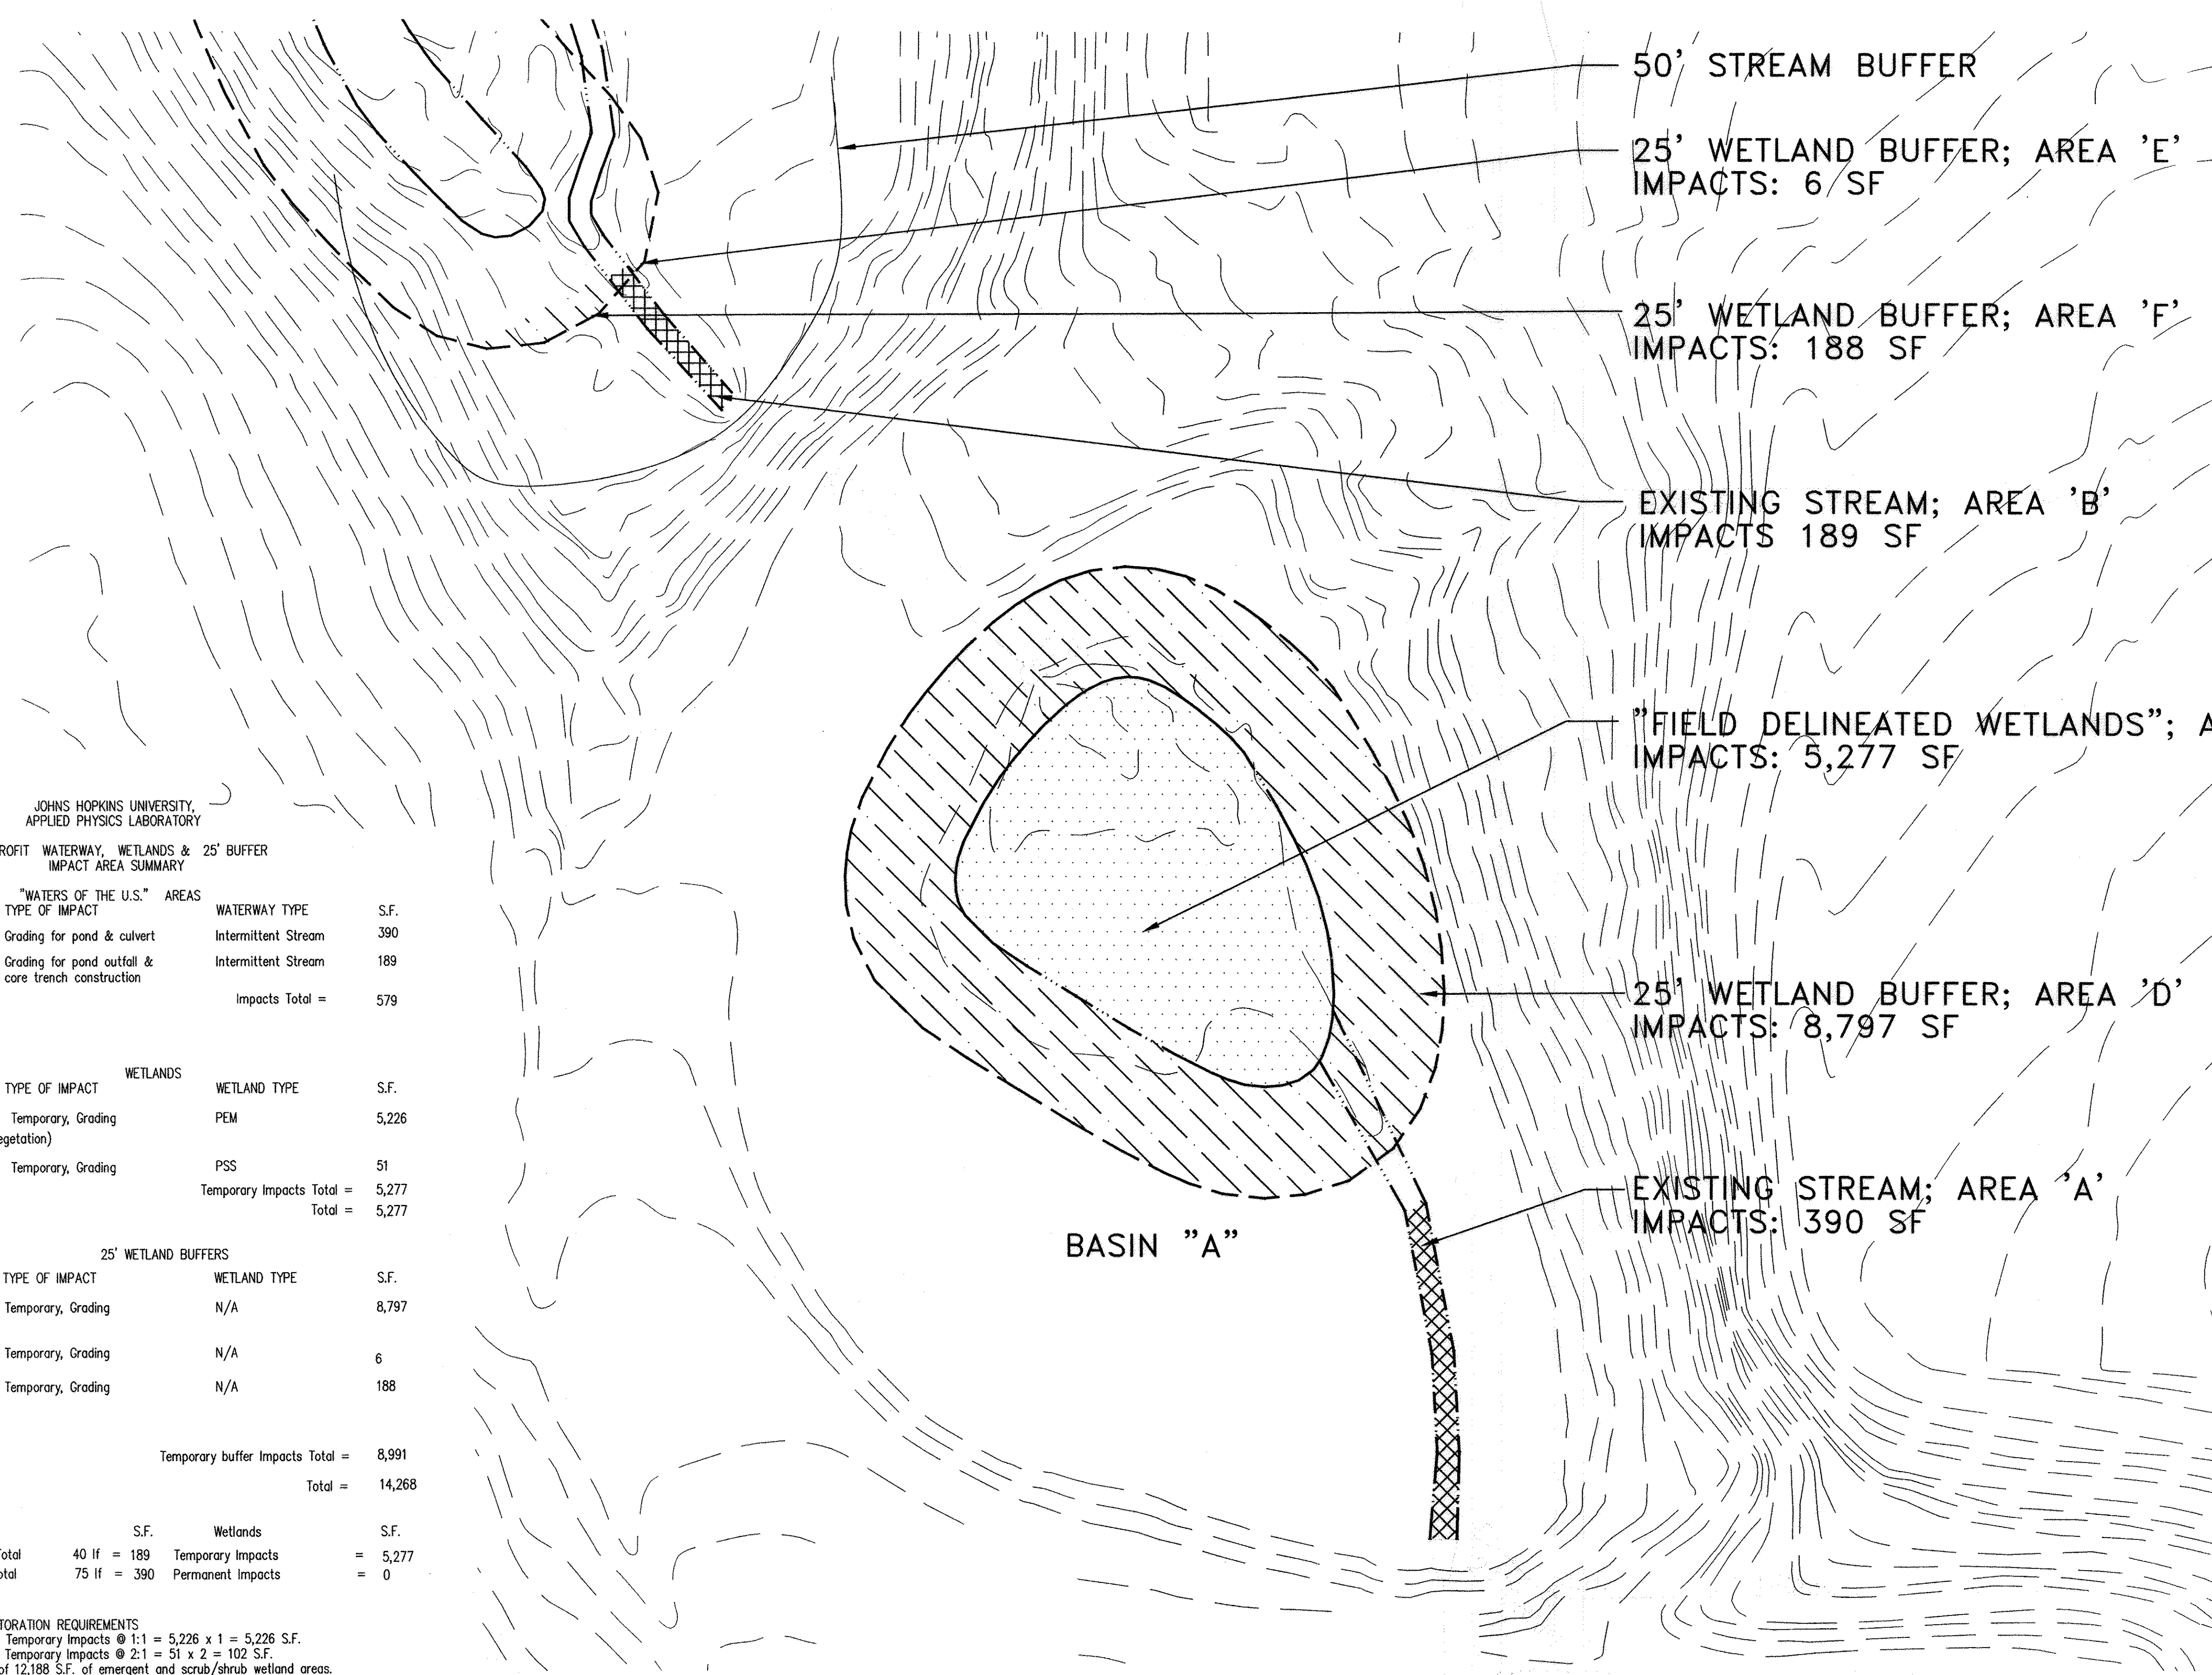 50' STREAM BUFFER
25' WETLAND BUFFER; AREA 'E'
IMPACTS: 6 SF
25' WETLAND BUFFER; AREA 'F'
IMPACTS: 188 SF
EXISTING STREAM; AREA 'B'
IMPACTS 189 SF
"FIELD DELINEATED WETLANDS"; A
IMPACTS: 5,277 SF
25' WETLAND BUFFER; AREA 'D'
IMPACTS: 8,797 SF
EXISTING STREAM; AREA 'A'
IMPACTS: 390 SF
BASIN "A"
JOHNS HOPKINS UNIVERSITY,
APPLIED PHYSICS LABORATORY
ROFIT WATERWAY, WETLANDS & 25' BUFFER
IMPACT AREA SUMMARY
"WATERS OF THE U.S." AREAS
TYPE OF IMPACT WATERWAY TYPE S.F.
Grading for pond & culvert Intermittent Stream 390
Grading for pond outfall & Intermittent Stream 189
core trench construction
Impacts Total = 579
WETLANDS
TYPE OF IMPACT WETLAND TYPE S.F.
Temporary, Grading PEM 5,226
egetation)
Temporary, Grading PSS 51
Temporary Impacts Total = 5,277
Total = 5,277
25' WETLAND BUFFERS
TYPE OF IMPACT WETLAND TYPE S.F.
Temporary, Grading N/A 8,797
Temporary, Grading N/A 6
Temporary, Grading N/A 188
Temporary buffer Impacts Total = 8,991
Total = 14,268
S.F. Wetlands S.F.
otal 40 lf = 189 Temporary Impacts = 5,277
otal 75 lf = 390 Permanent Impacts = 0
TORATION REQUIREMENTS
Temporary Impacts @ 1:1 = 5,226 x 1 = 5,226 S.F.
Temporary Impacts @ 2:1 = 51 x 2 = 102 S.F.
of 12,188 S.F. of emergent and scrub/shrub wetland areas.